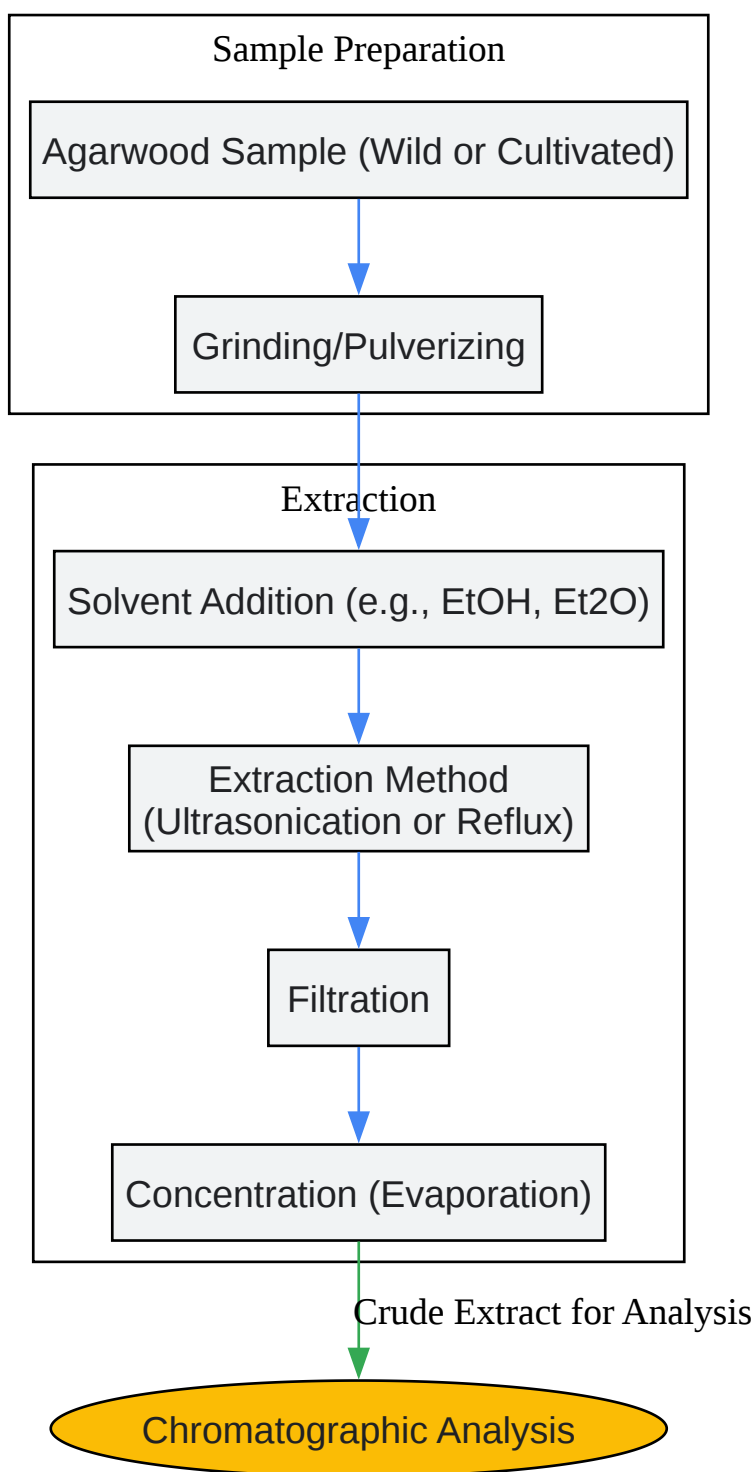 Sample Preparation
Agarwood Sample (Wild or Cultivated)
Grinding/Pulverizing
Extraction
Solvent Addition (e.g., EtOH, Et2O)
Extraction Method
(Ultrasonication or Reflux)
Filtration
Concentration (Evaporation)
Crude Extract for Analysis
Chromatographic Analysis